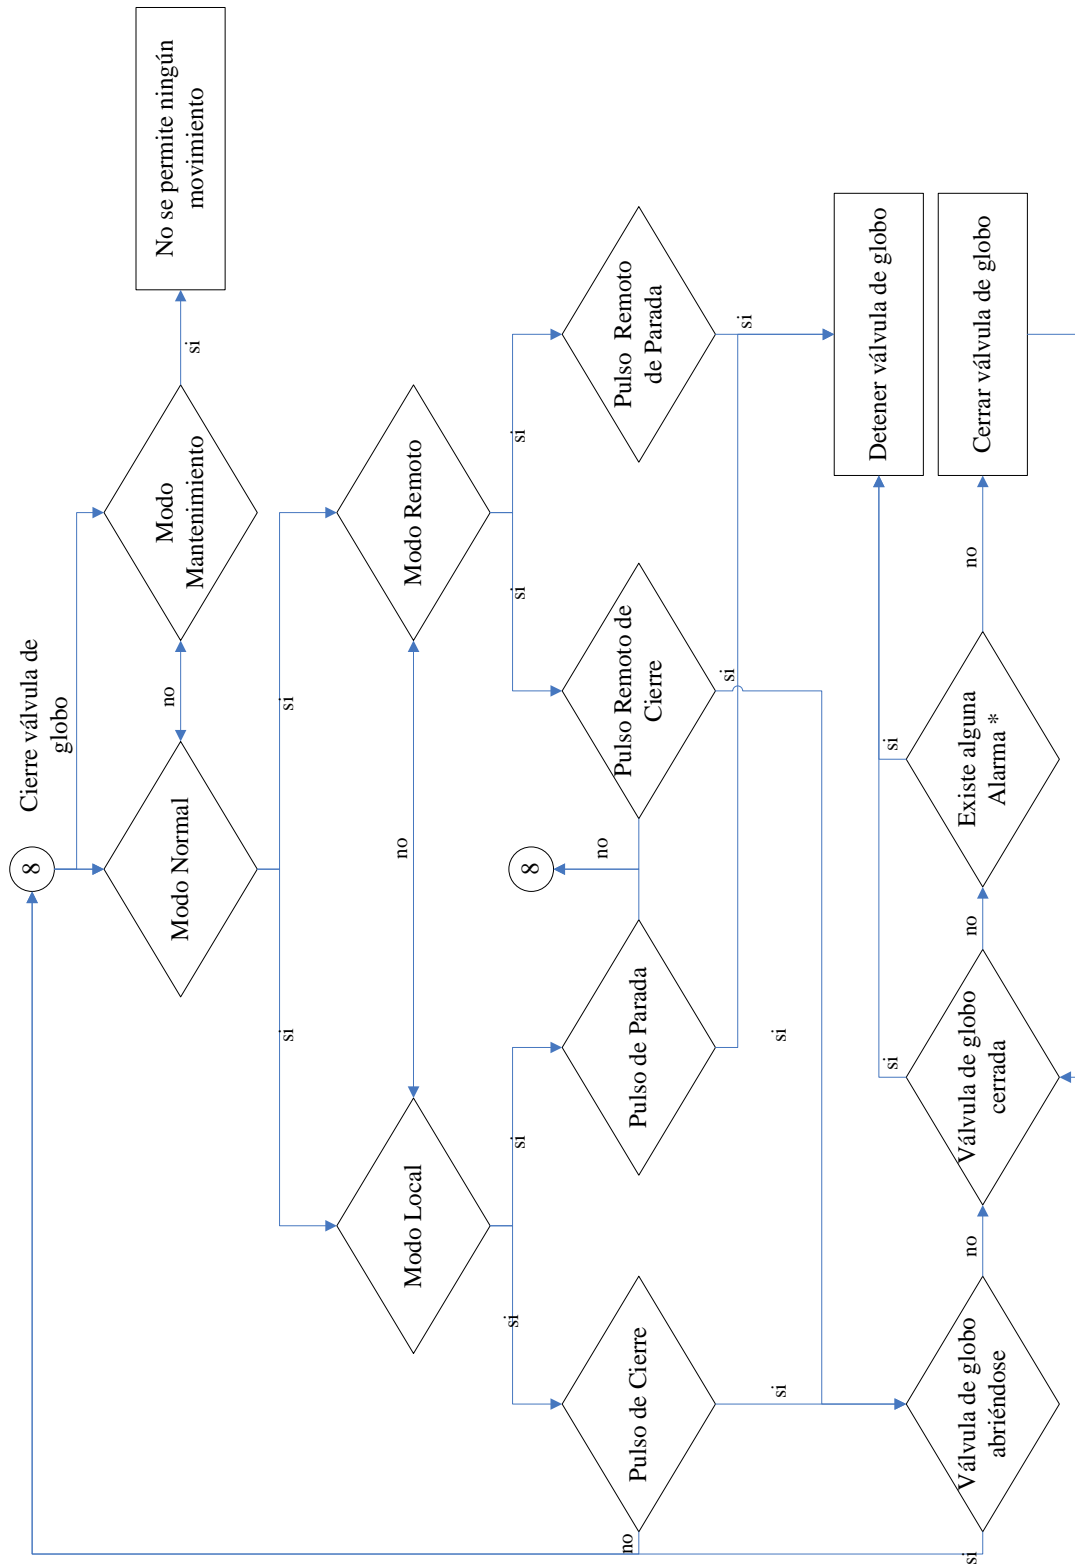 8
Cierre válvula de
globo
Modo Normal
no
Modo
Mantenimiento
si
No se permite ningún
movimiento
si
si
Modo Local
no
Modo Remoto
si
si
si
si
Pulso de Cierre
Pulso de Parada
8
no
Pulso Remoto de
Cierre
Pulso  Remoto
de Parada
no
si
si
si
si
Válvula de globo
abriéndose
si
no
Válvula de globo
cerrada
si
no
Existe alguna
Alarma *
si
no
Detener válvula de globo
Cerrar válvula de globo